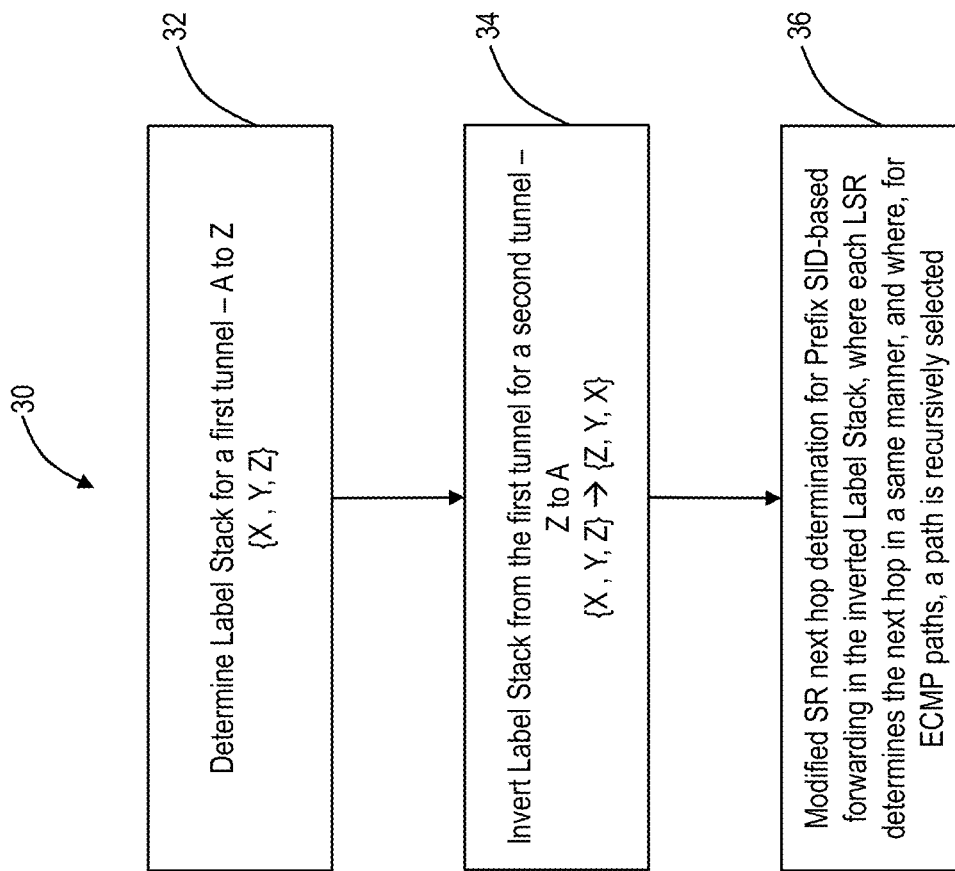 30
32
Determine Label Stack for a first tunnel – A to Z
{X , Y, Z}
34
Invert Label Stack from the first tunnel for a second tunnel –
Z to A
{X , Y, Z} → {Z, Y, X}
36
Modified SR next hop determination for Prefix SID-based
forwarding in the inverted Label Stack, where each LSR
determines the next hop in a same manner, and where, for
ECMP paths, a path is recursively selected